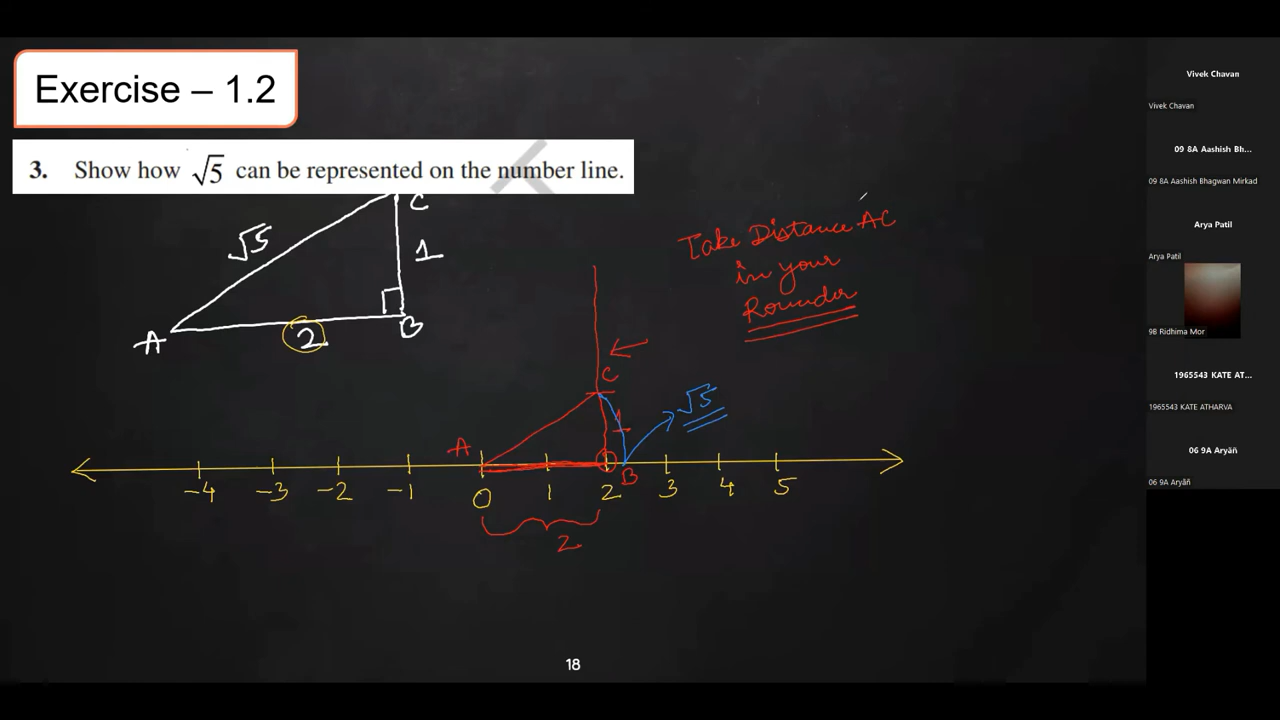 Exercise – 1.2
3. Show how √5 can be represented on the number line.
C
√5
1
A
2
B
Take Distance AC
in your
Rounder
C
1
√5
A
B
-4 -3 -2 -1 0 1 2 3 4 5
2
18
Vivek Chavan
Vivek Chavan
09 8A Aashish Bh...
09 8A Aashish Bhagwan Mirkad
Arya Patil
Arya Patil
9B Ridhima Mor
1965543 KATE AT...
1965543 KATE ATHARVA
06 9A Aryâñ
06 9A Aryâñ